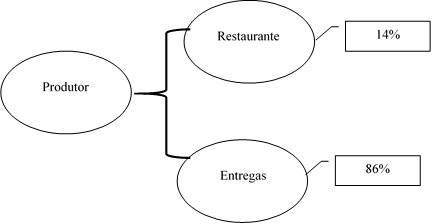 Produtor
Restaurante
14%
Entregas
86%